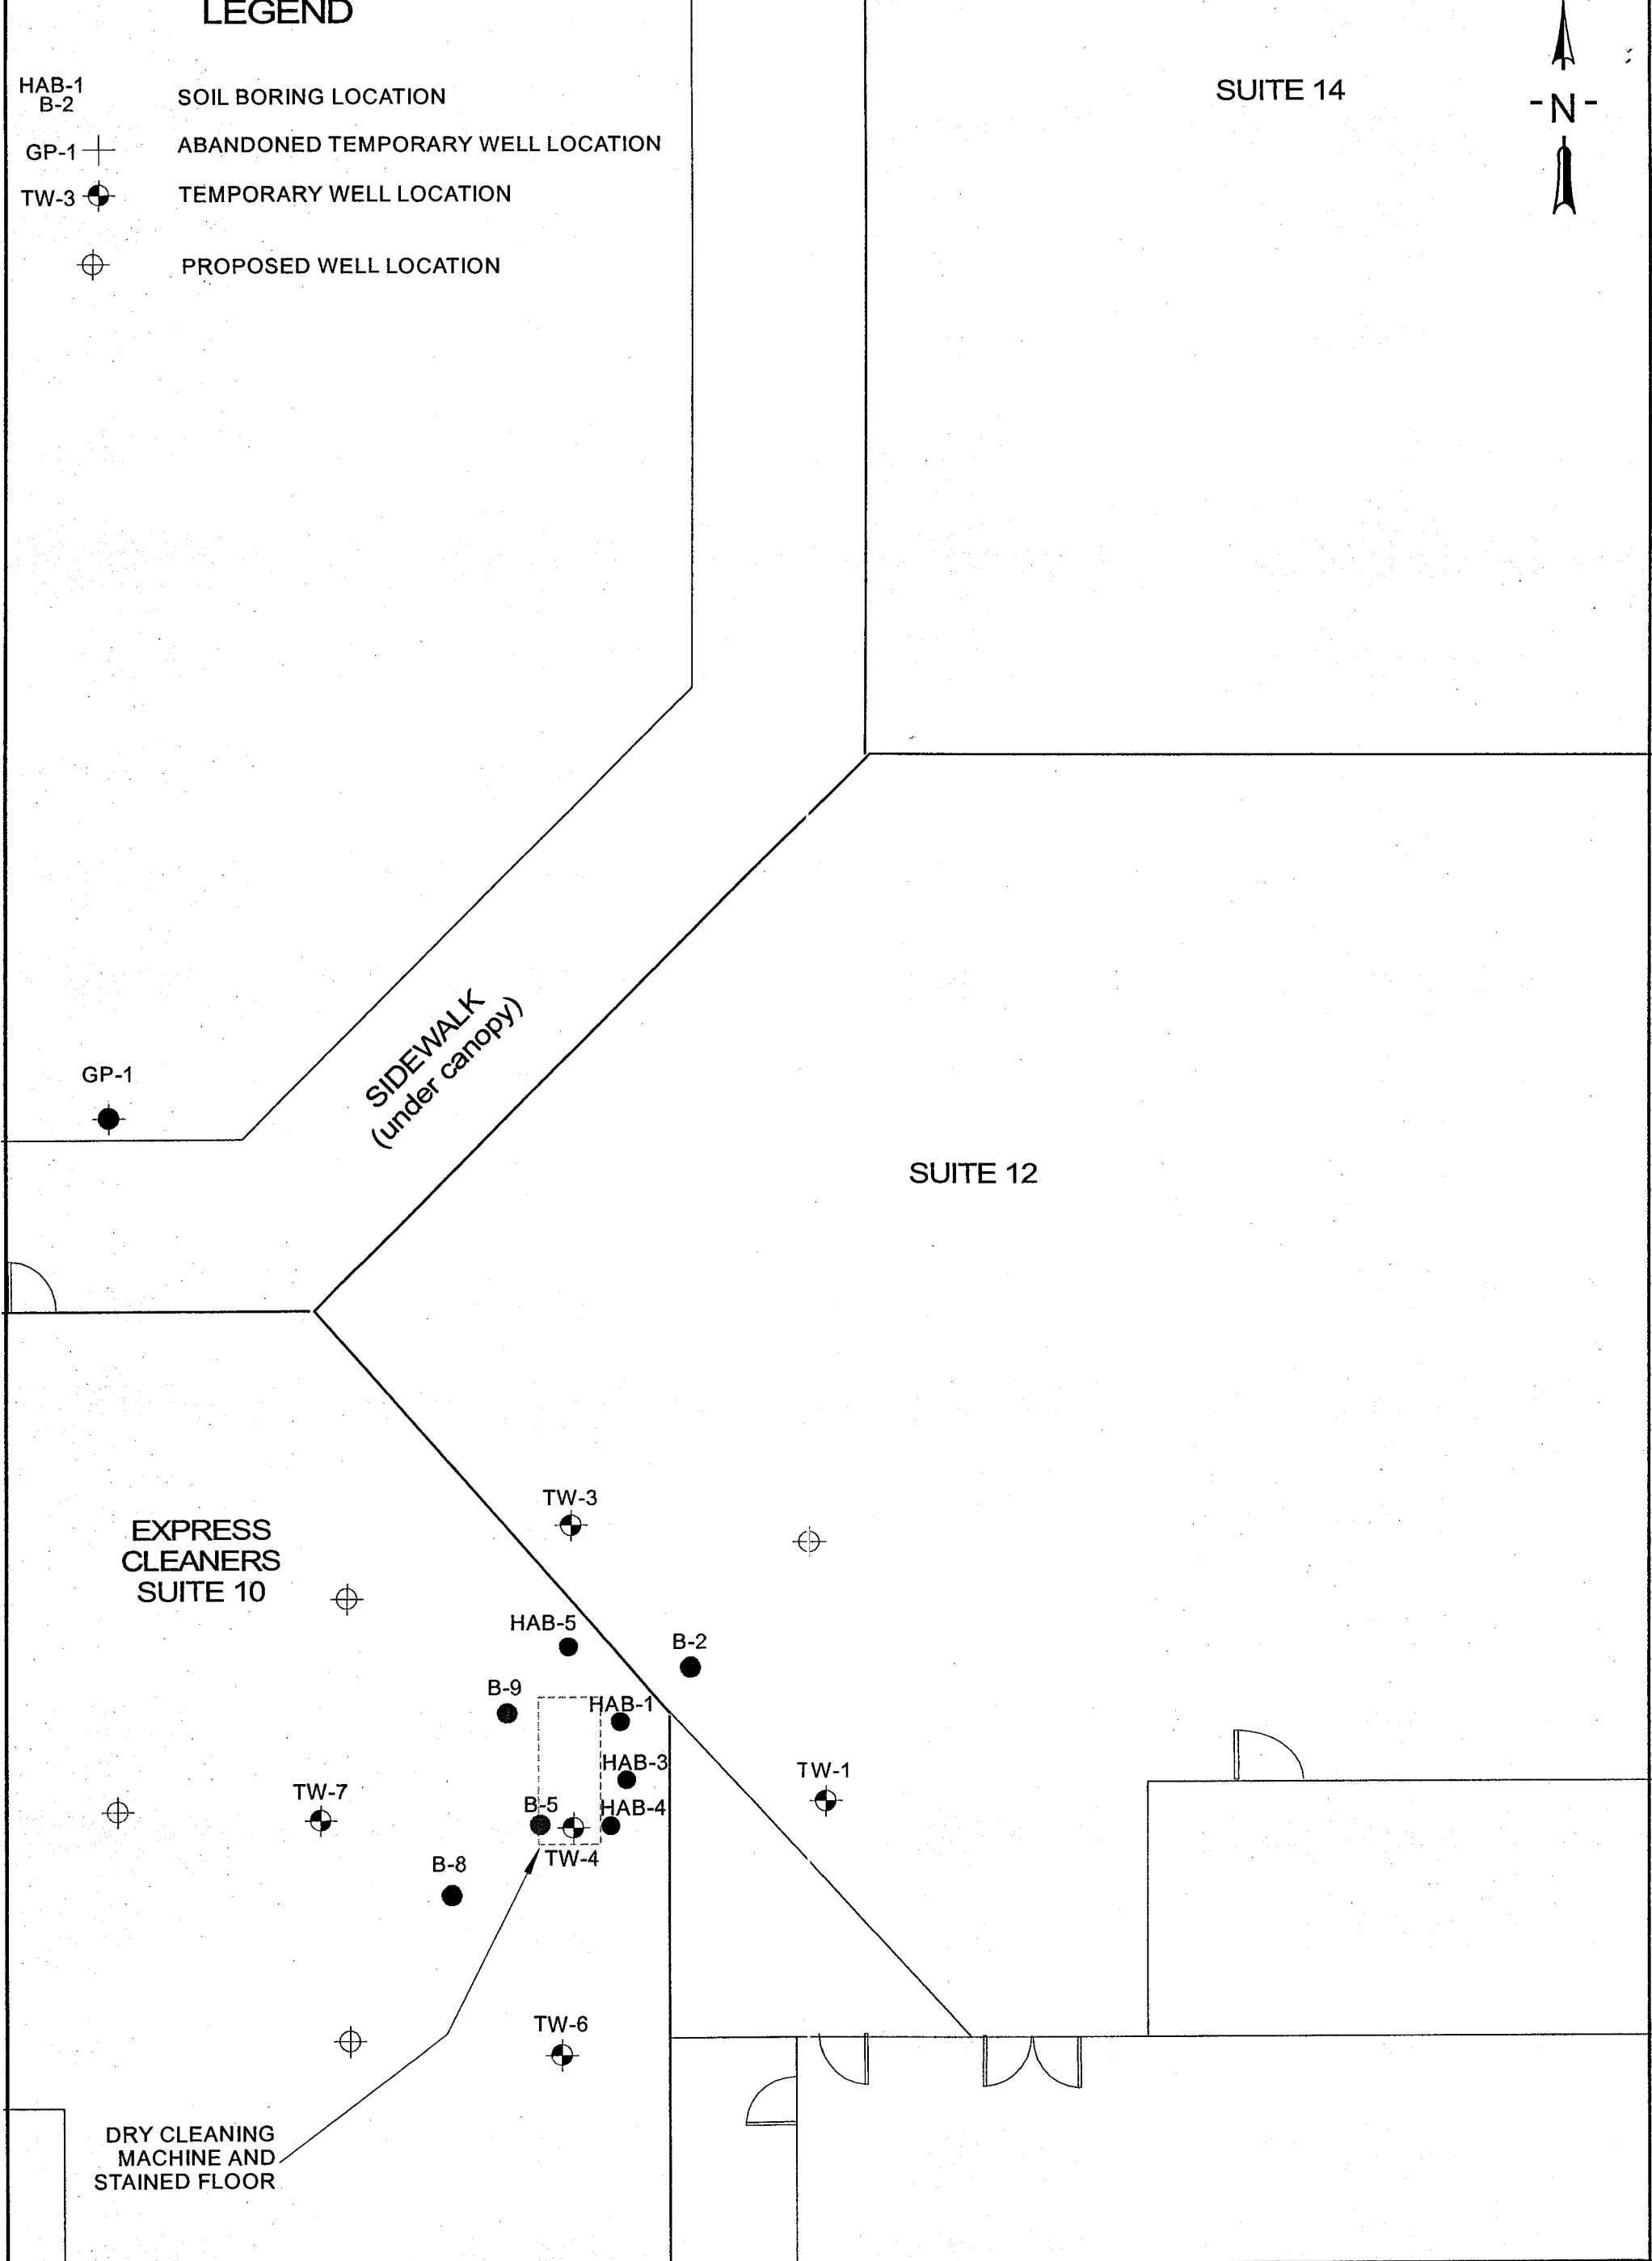 LEGEND
HAB-1
B-2
SOIL BORING LOCATION
GP-1
ABANDONED TEMPORARY WELL LOCATION
TW-3
TEMPORARY WELL LOCATION
PROPOSED WELL LOCATION
SUITE 14
-N-
SIDEWALK
(under canopy)
GP-1
SUITE 12
TW-3
EXPRESS
CLEANERS
SUITE 10
HAB-5
B-2
B-9
HAB-1
HAB-3
TW-1
TW-7
B-5
HAB-4
TW-4
B-8
TW-6
DRY CLEANING
MACHINE AND
STAINED FLOOR